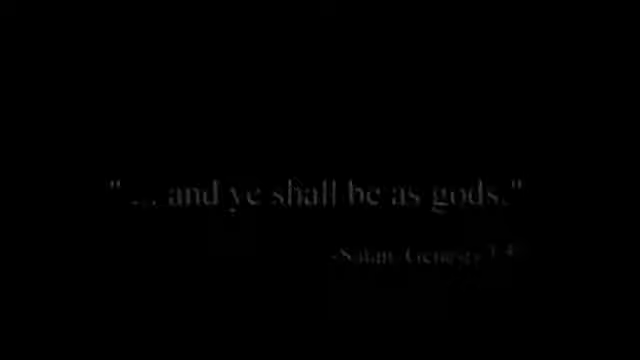 "... and ye shall be as gods."
-Satan, Genesis